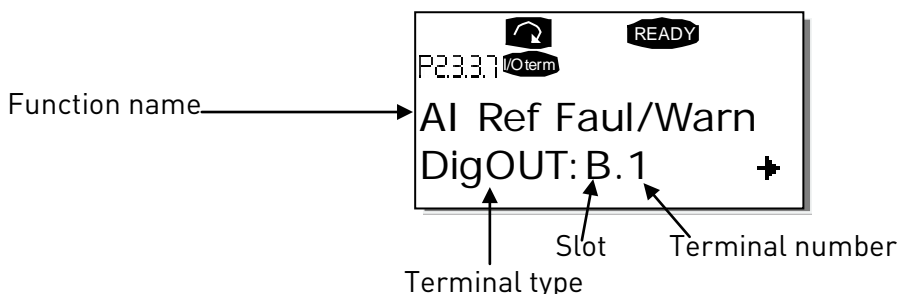 READY
P2.3.3.7 I/Oterm
Function name
AI Ref Faul/Warn
DigOUT:B.1
Slot Terminal number
Terminal type